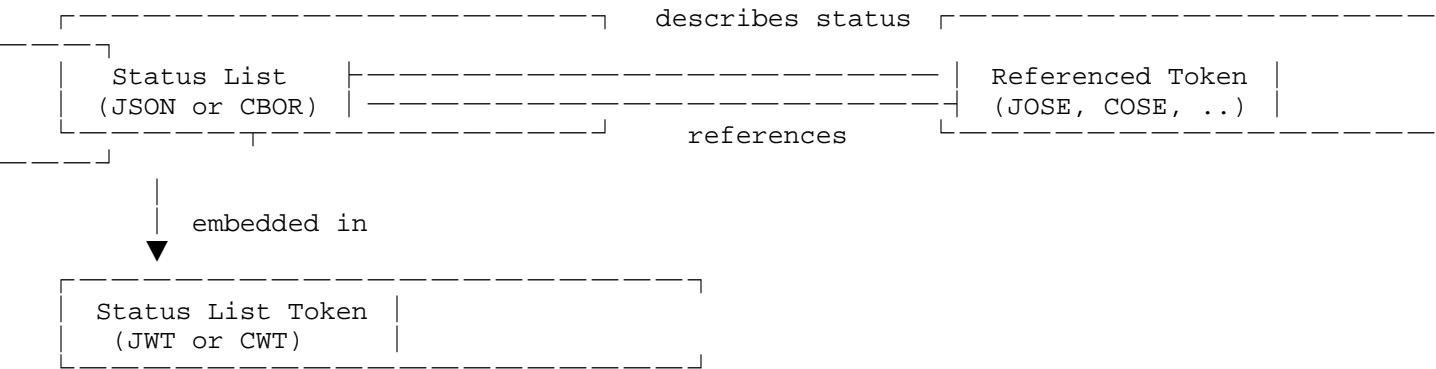 describes status
Status List Referenced Token
(JSON or CBOR) (JOSE, COSE, ..)
references
embedded in
Status List Token
(JWT or CWT)